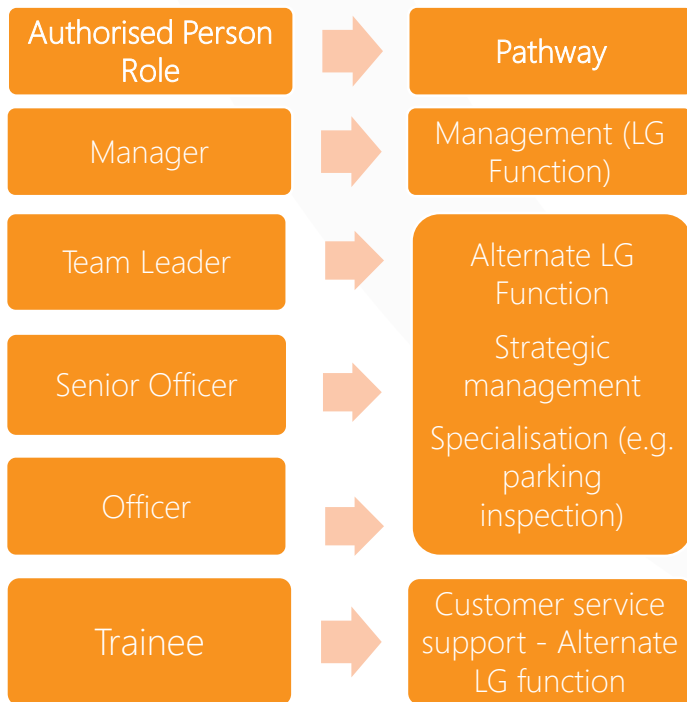 Authorised Person
Role
Pathway
Manager
Management (LG
Function)
Team Leader
Alternate LG
Function
Strategic
management
Specialisation (e.g.
parking
inspection)
Senior Officer
Officer
Trainee
Customer service
support - Alternate
LG function